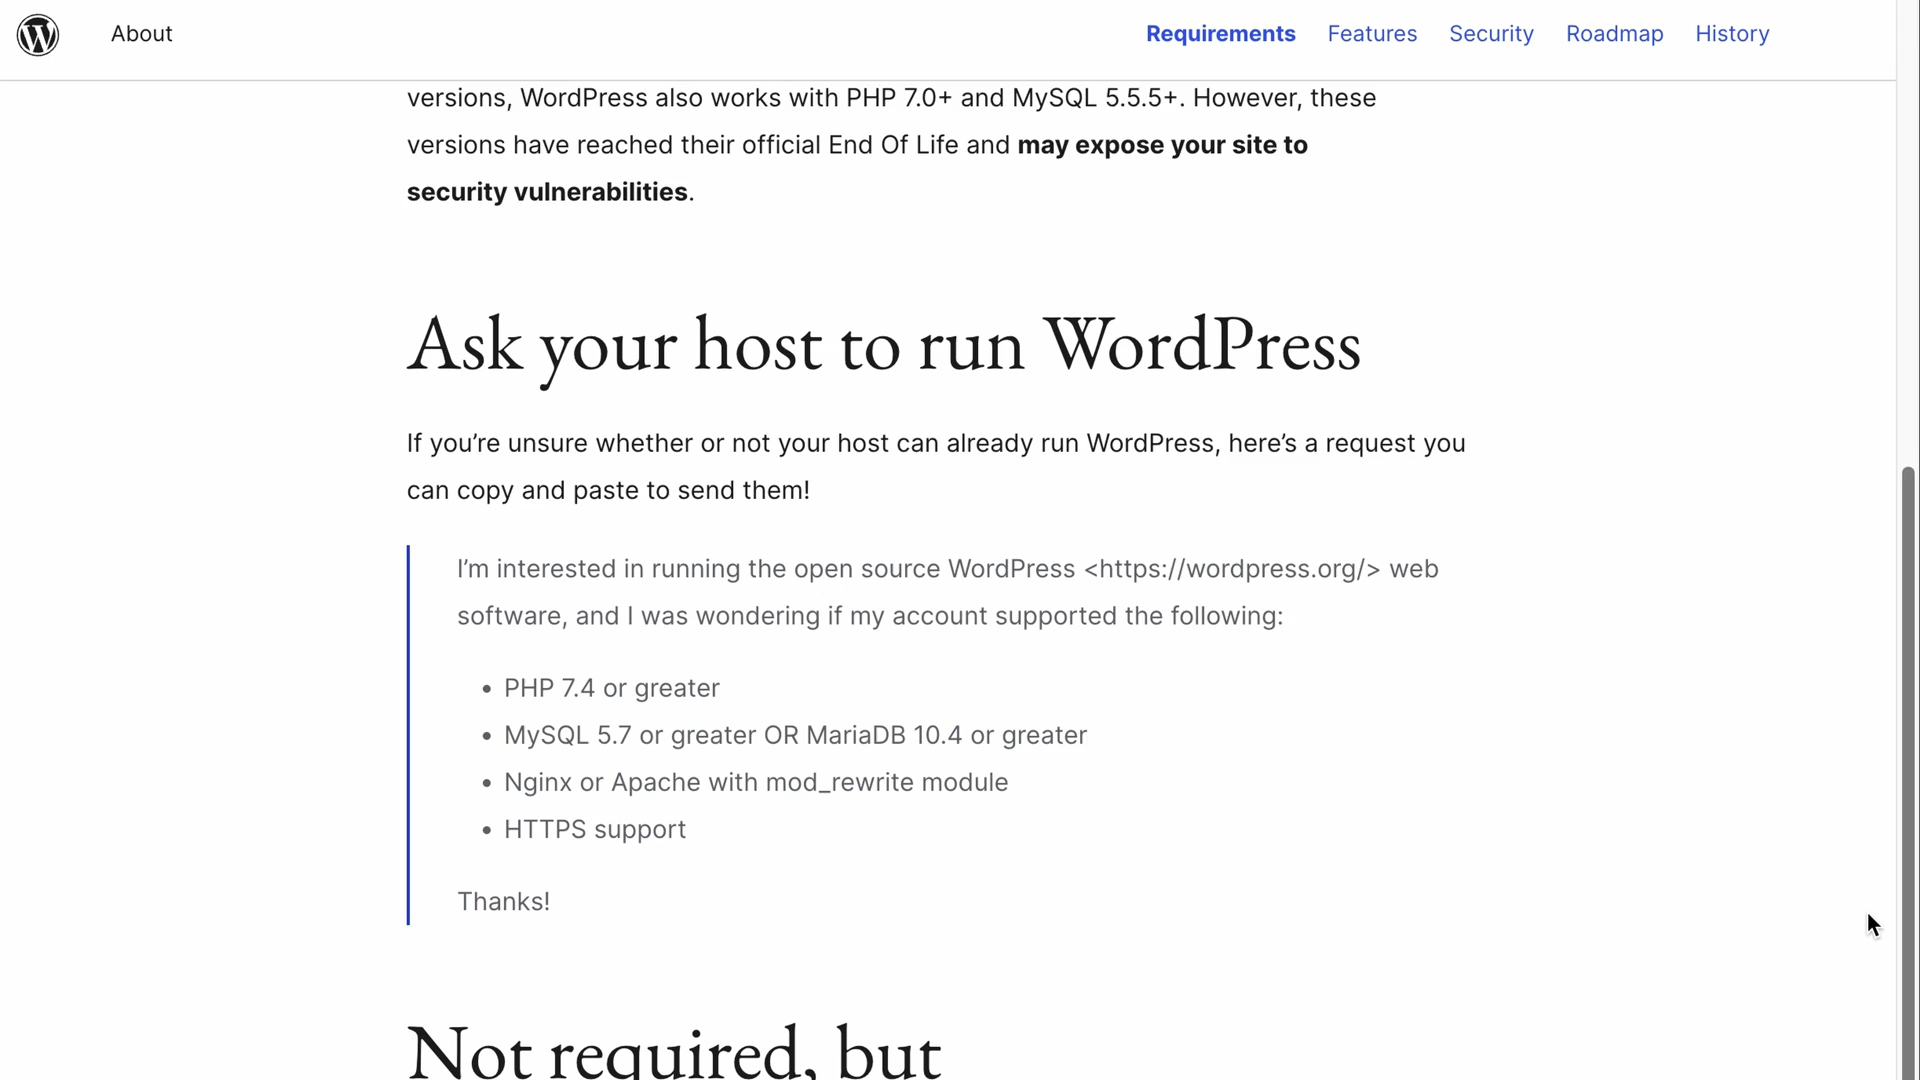 About
Requirements
Features
Security
Roadmap
History
versions, WordPress also works with PHP 7.0+ and MySQL 5.5.5+. However, these
versions have reached their official End Of Life and may expose your site to
security vulnerabilities.
Ask your host to run WordPress
If you’re unsure whether or not your host can already run WordPress, here’s a request you
can copy and paste to send them!
I’m interested in running the open source WordPress <https://wordpress.org/> web
software, and I was wondering if my account supported the following:
• PHP 7.4 or greater
• MySQL 5.7 or greater OR MariaDB 10.4 or greater
• Nginx or Apache with mod_rewrite module
• HTTPS support
Thanks!
Not required, but